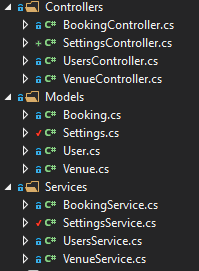 Controllers
C# BookingController.cs
C# SettingsController.cs
C# UsersController.cs
C# VenueController.cs
Models
C# Booking.cs
C# Settings.cs
C# User.cs
C# Venue.cs
Services
C# BookingService.cs
C# SettingsService.cs
C# UsersService.cs
C# VenueService.cs